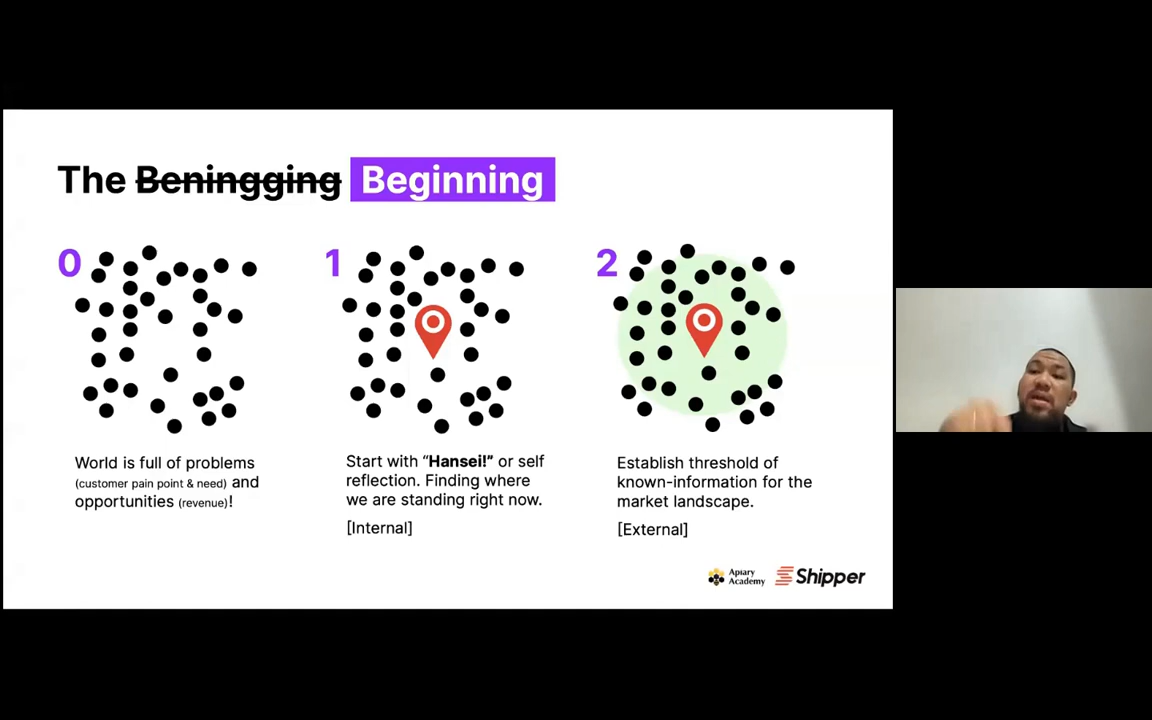 The Beningging Beginning
0
World is full of problems
(customer pain point & need) and
opportunities (revenue)!
1
Start with “Hansei!” or self
reflection. Finding where
we are standing right now.
[Internal]
2
Establish threshold of
known-information for the
market landscape.
[External]
Apiary
Academy
Shipper